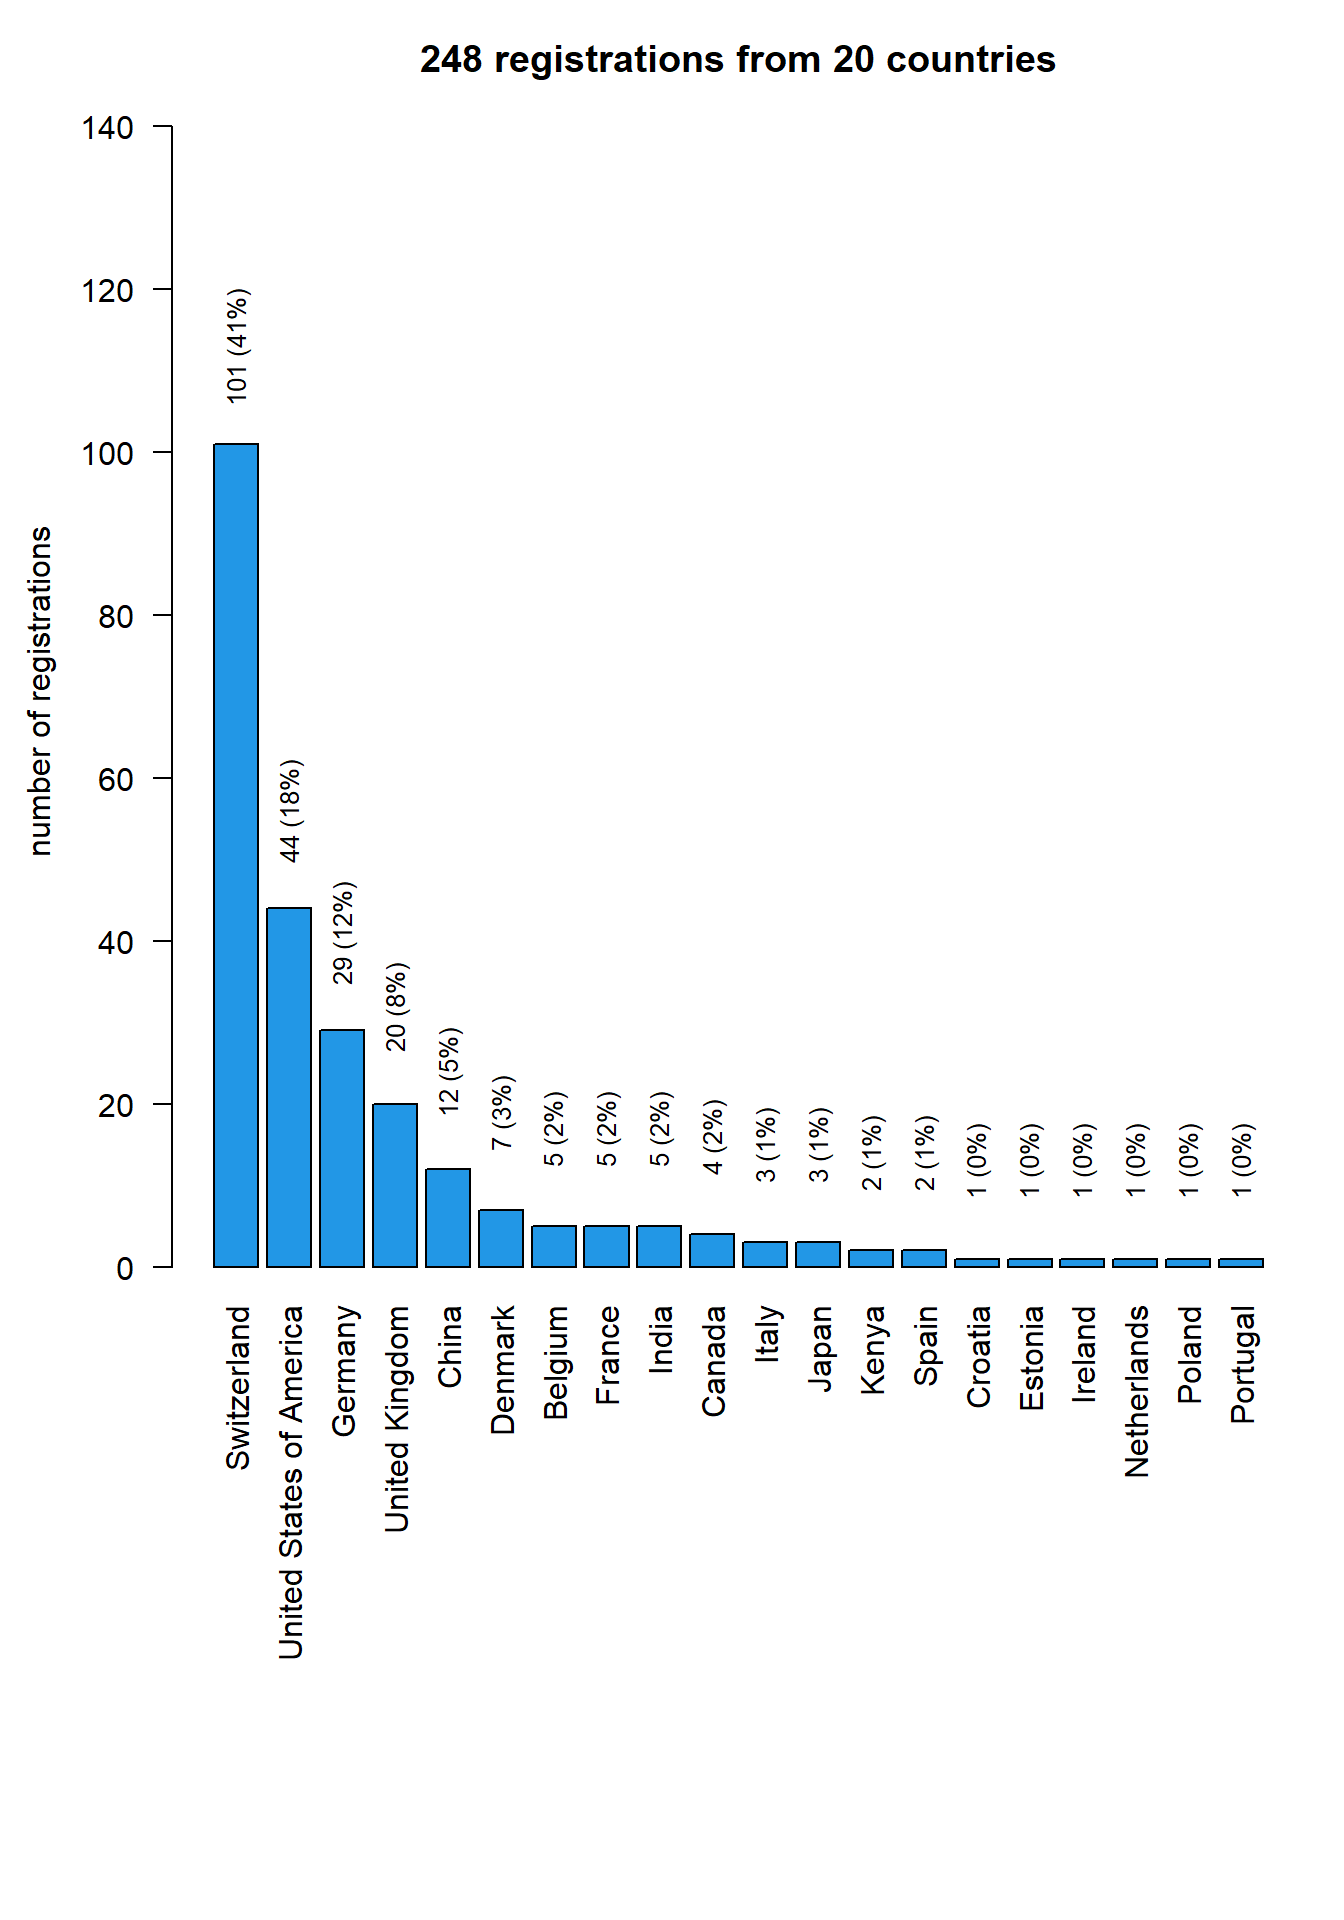 248 registrations from 20 countries
number of registrations
140
120
100
80
60
40
20
0
101 (41%)
44 (18%)
29 (12%)
20 (8%)
12 (5%)
7 (3%)
5 (2%)
5 (2%)
5 (2%)
4 (2%)
3 (1%)
3 (1%)
2 (1%)
2 (1%)
1 (0%)
1 (0%)
1 (0%)
1 (0%)
1 (0%)
1 (0%)
Switzerland
United States of America
Germany
United Kingdom
China
Denmark
Belgium
France
India
Canada
Italy
Japan
Kenya
Spain
Croatia
Estonia
Ireland
Netherlands
Poland
Portugal